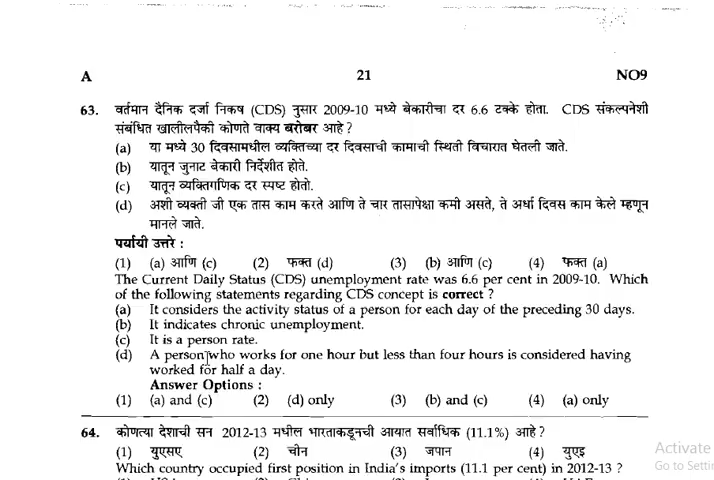 A 21 NO9
63. वर्तमान दैनिक दर्जा निकष (CDS) नुसार 2009-10 मध्ये बेकारीचा दर 6.6 टक्के होता. CDS संकल्पनेशी
संबंधित खालीलपैकी कोणते वाक्य बरोबर आहे ?
(a) या मध्ये 30 दिवसामधील व्यक्तिच्या दर दिवसाची कामाची स्थिती विचारात घेतली जाते.
(b) यातून जुनाट बेकारी निर्देशीत होते.
(c) यातून व्यक्तिगणिक दर स्पष्ट होतो.
(d) अशी व्यक्ती जी एक तास काम करते आणि ते चार तासापेक्षा कमी असते, ते अर्धा दिवस काम केले म्हणून
मानले जाते.
पर्यायी उत्तरे :
(1) (a) आणि (c) (2) फक्त (d) (3) (b) आणि (c) (4) फक्त (a)
The Current Daily Status (CDS) unemployment rate was 6.6 per cent in 2009-10. Which
of the following statements regarding CDS concept is correct ?
(a) It considers the activity status of a person for each day of the preceding 30 days.
(b) It indicates chronic unemployment.
(c) It is a person rate.
(d) A person who works for one hour but less than four hours is considered having
worked for half a day.
Answer Options :
(1) (a) and (c) (2) (d) only (3) (b) and (c) (4) (a) only
64. कोणत्या देशाची सन 2012-13 मधील भारताकडूनची आयात सर्वाधिक (11.1%) आहे ?
(1) युएसए (2) चीन (3) जपान (4) युएइ
Which country occupied first position in India's imports (11.1 per cent) in 2012-13 ?
Activate
Go to Setti